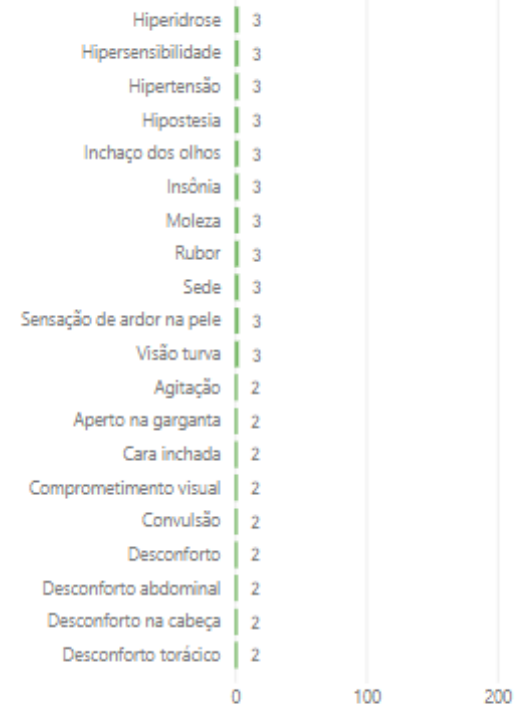 Hiperidrose 3
Hipersensibilidade 3
Hipertensão 3
Hipostesia 3
Inchaço dos olhos 3
Insônia 3
Moleza 3
Rubor 3
Sede 3
Sensação de ardor na pele 3
Visão turva 3
Agitação 2
Aperto na garganta 2
Cara inchada 2
Comprometimento visual 2
Convulsão 2
Desconforto 2
Desconforto abdominal 2
Desconforto na cabeça 2
Desconforto torácico 2
0 100 200